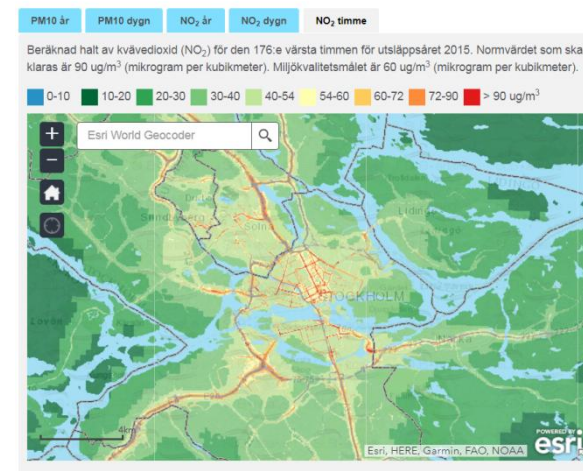 PM10 år PM10 dygn NO₂ år NO₂ dygn NO₂ timme
Beräknad halt av kvävedioxid (NO₂) för den 176:e värsta timmen för utsläppsåret 2015. Normvärdet som ska
klaras är 90 ug/m³ (mikrogram per kubikmeter). Miljökvalitetsmålet är 60 ug/m³ (mikrogram per kubikmeter).
0-10 10-20 20-30 30-40 40-54 54-60 60-72 72-90 > 90 ug/m³
+
Esri World Geocoder
−
Lidingö
Solna
STOCKHOLM
Nacka
4km
POWERED BY
esri
Esri, HERE, Garmin, FAO, NOAA